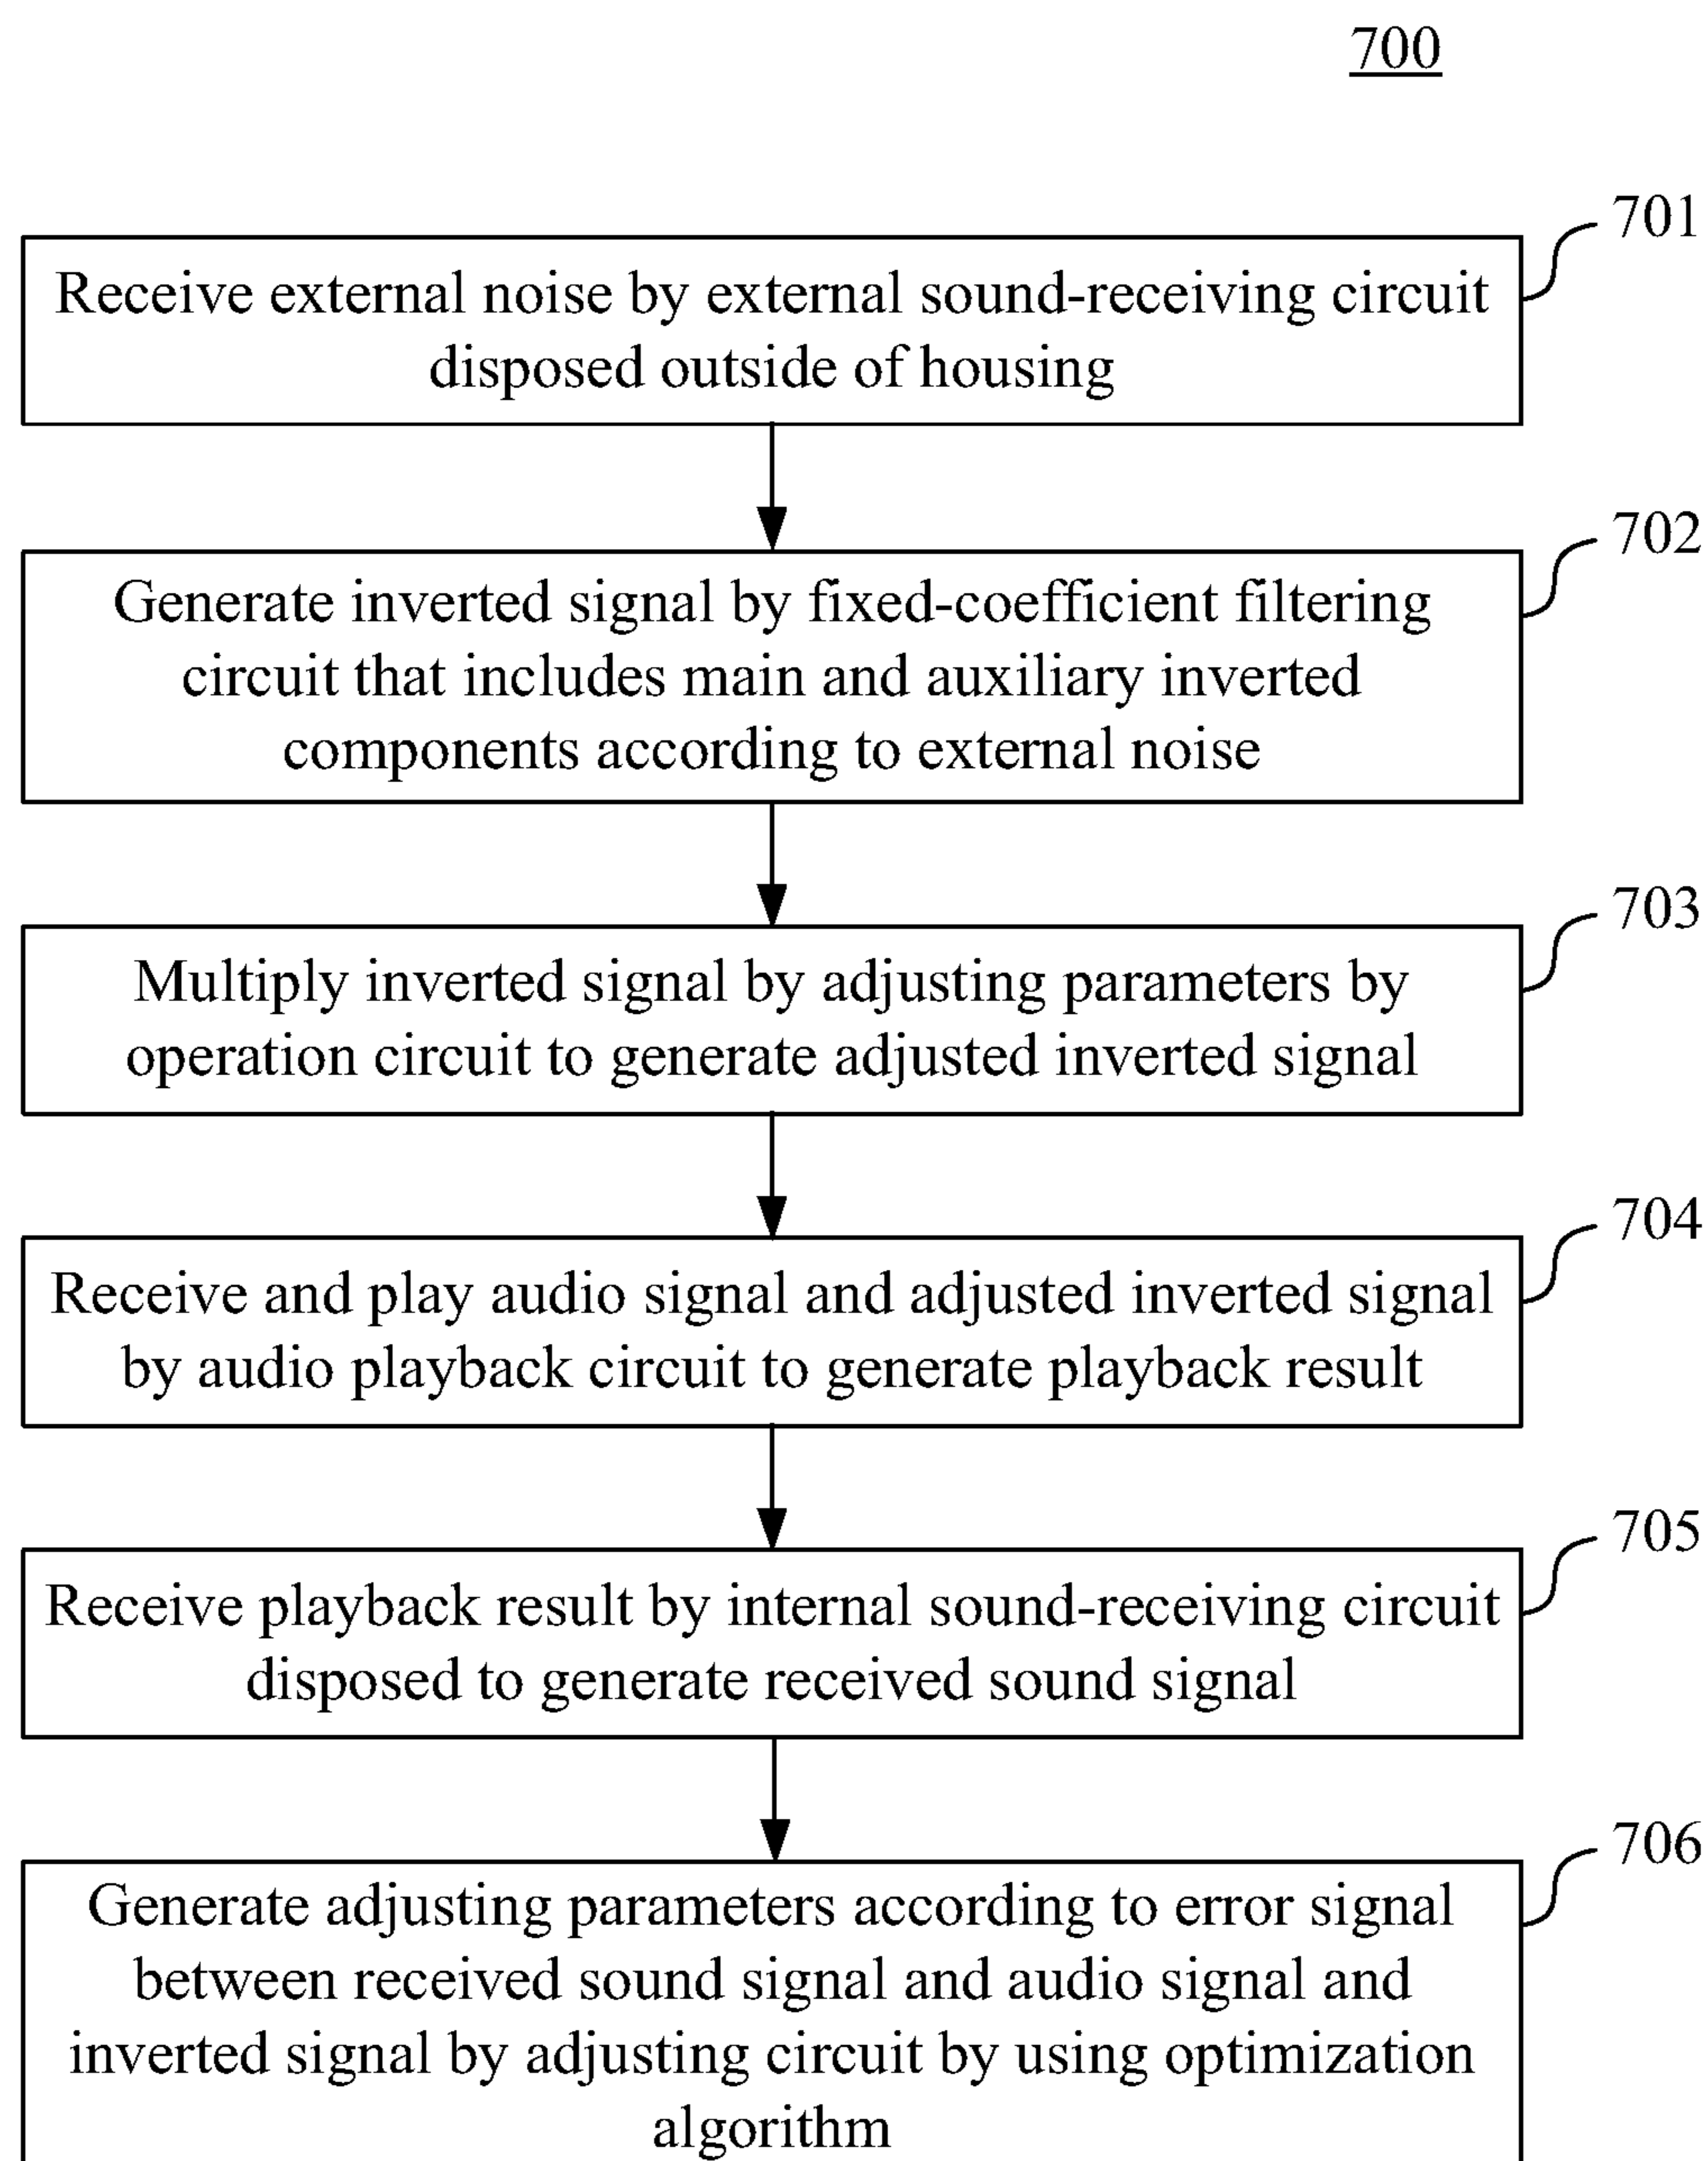 700
701
Receive external noise by external sound-receiving circuit
disposed outside of housing
702
Generate inverted signal by fixed-coefficient filtering
circuit that includes main and auxiliary inverted
components according to external noise
703
Multiply inverted signal by adjusting parameters by
operation circuit to generate adjusted inverted signal
704
Receive and play audio signal and adjusted inverted signal
by audio playback circuit to generate playback result
705
Receive playback result by internal sound-receiving circuit
disposed to generate received sound signal
706
Generate adjusting parameters according to error signal
between received sound signal and audio signal and
inverted signal by adjusting circuit by using optimization
algorithm